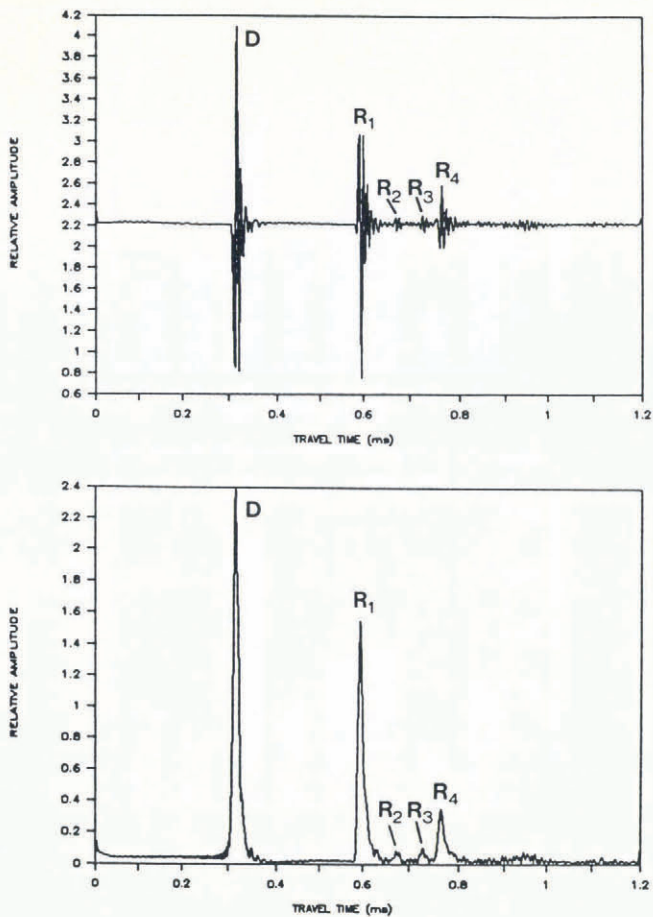 4.2
4
3.8
3.6
3.4
3.2
3
2.8
2.6
2.4
2.2
2
1.8
1.6
1.4
1.2
1
0.8
0.6
RELATIVE AMPLITUDE
D
R₁
R₂
R₃
R₄
0 0.2 0.4 0.6 0.8 1 1.2
TRAVEL TIME (ms)
2.4
2.2
2
1.8
1.6
1.4
1.2
1
0.8
0.6
0.4
0.2
0
RELATIVE AMPLITUDE
D
R₁
R₂
R₃
R₄
0 0.2 0.4 0.6 0.8 1 1.2
TRAVEL TIME (ms)